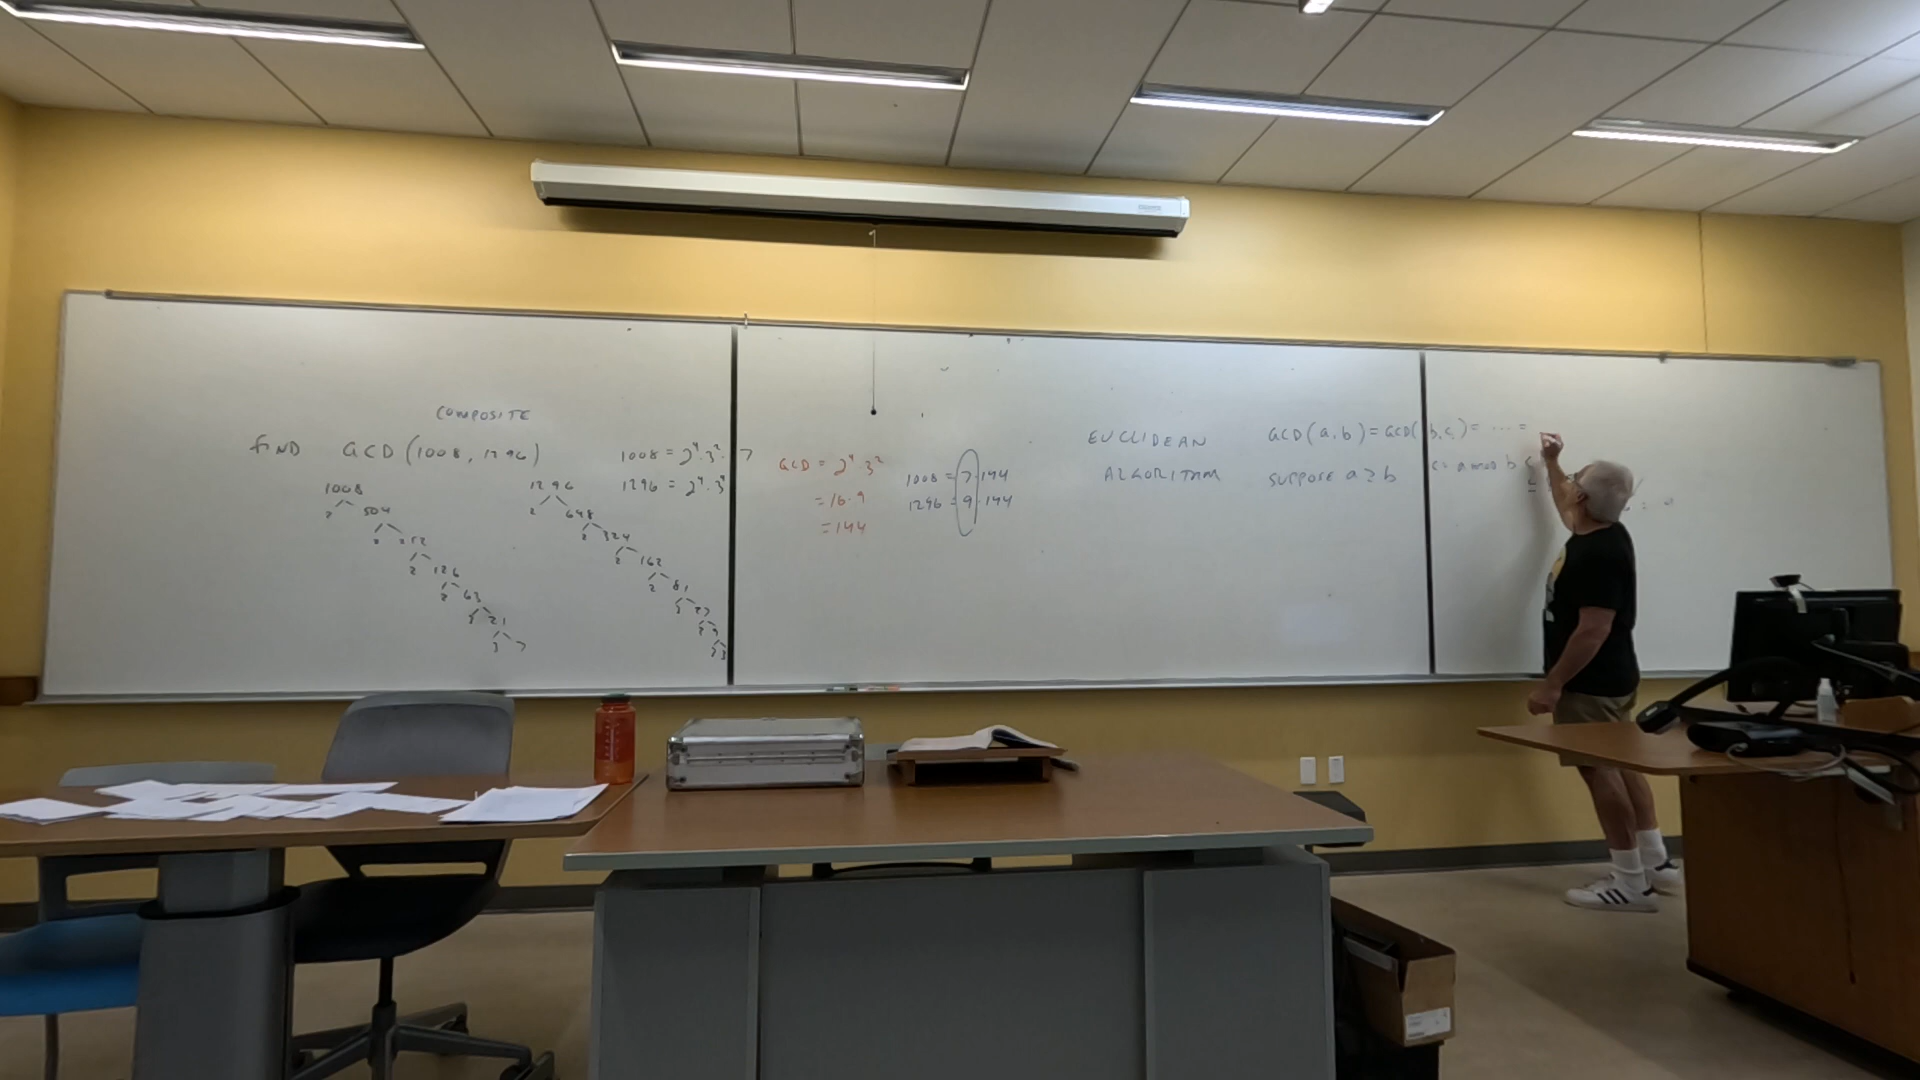 COMPOSITE
FIND GCD(1008, 1296)
1008
2 504
2 252
2 126
2 63
3 21
3 7
1296
2 648
2 324
2 162
2 81
3 27
3 9
3 3
1008 = 2⁴·3²·7
1296 = 2⁴·3⁴
GCD = 2⁴·3²
= 16·9
= 144
1008 = 7·144
1296 = 9·144
EUCLIDEAN
ALGORITHM
GCD(a,b) = GCD(b,c) = ... =
SUPPOSE a ≥ b
c = a MOD b